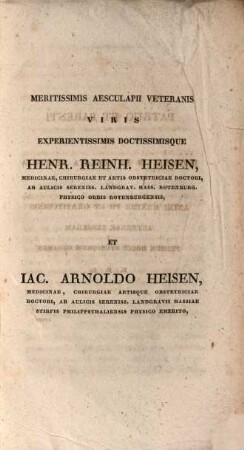 MERITISSIMIS AESCULAPII VETERANIS
VIRIS
EXPERIENTISSIMIS DOCTISSIMISQUE
HENR. REINH. HEISEN,
MEDICINAE, CHIRURGIAE ET ARTIS OBSTETRICIAE DOCTORI,
AB AULICIS SERENISS. LANDGRAV. HASS. ROTENBURG.
PHYSICO ORBIS ROTENBURGENSIS,
ET
IAC. ARNOLDO HEISEN,
MEDICINAE, CHIRURGIAE ARTISQUE OBSTETRICIAE
DOCTORI, AB AULICIS SERENISS. LANDGRAVII HASSIAE
STIRPIS PHILIPPSTHALIENSIS PHYSICO EMERITO,